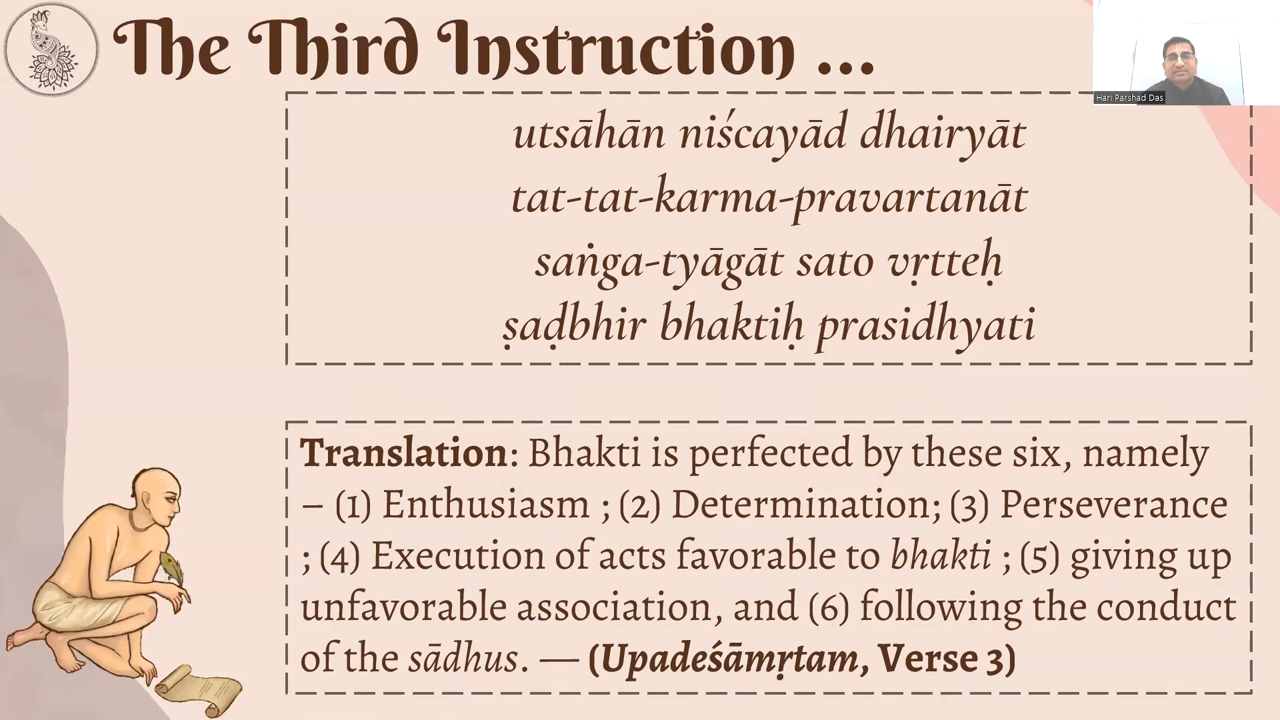 The Third Instruction ...
Hari Parshad Das
utsāhān niścayād dhairyāt
tat-tat-karma-pravartanāt
saṅga-tyāgāt sato vṛtteḥ
ṣaḍbhir bhaktiḥ prasidhyati
Translation: Bhakti is perfected by these six, namely
– (1) Enthusiasm ; (2) Determination; (3) Perseverance
; (4) Execution of acts favorable to bhakti ; (5) giving up
unfavorable association, and (6) following the conduct
of the sādhus. — (Upadeśāmṛtam, Verse 3)